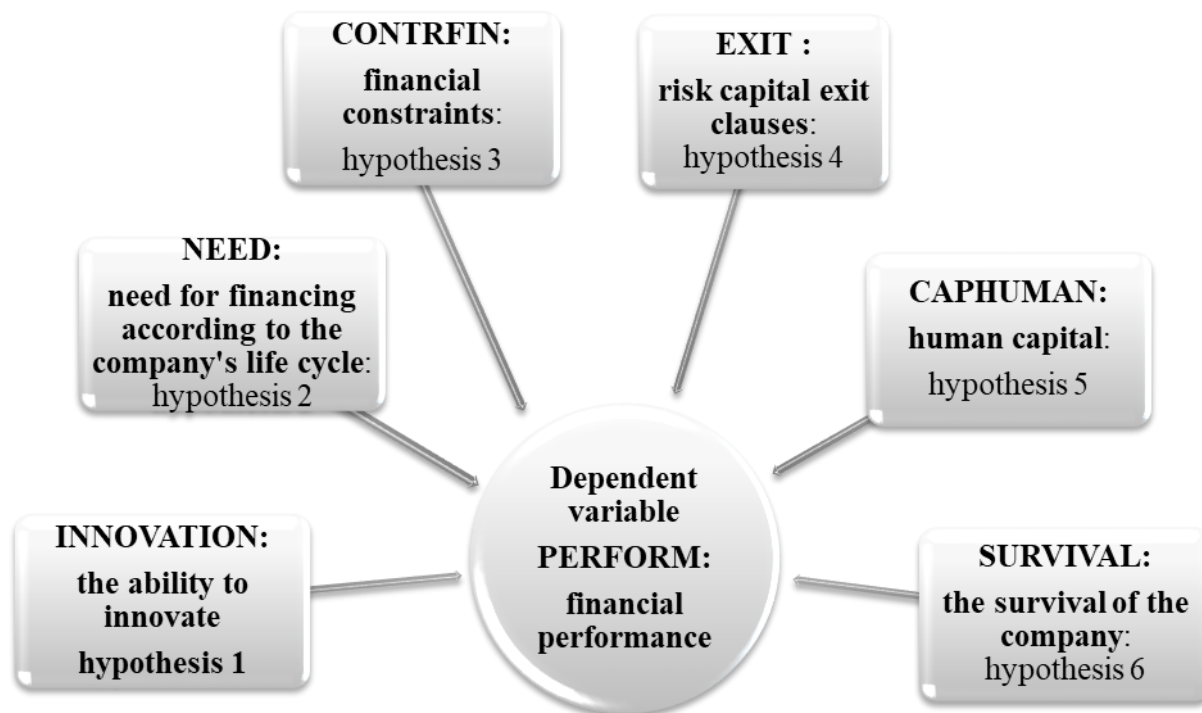 CONTRFIN:
financial
constraints:
hypothesis 3
EXIT :
risk capital exit
clauses:
hypothesis 4
NEED:
need for financing
according to the
company's life cycle:
hypothesis 2
CAPHUMAN:
human capital:
hypothesis 5
INNOVATION:
the ability to
innovate
hypothesis 1
Dependent
variable
PERFORM:
financial
performance
SURVIVAL:
the survival of the
company:
hypothesis 6